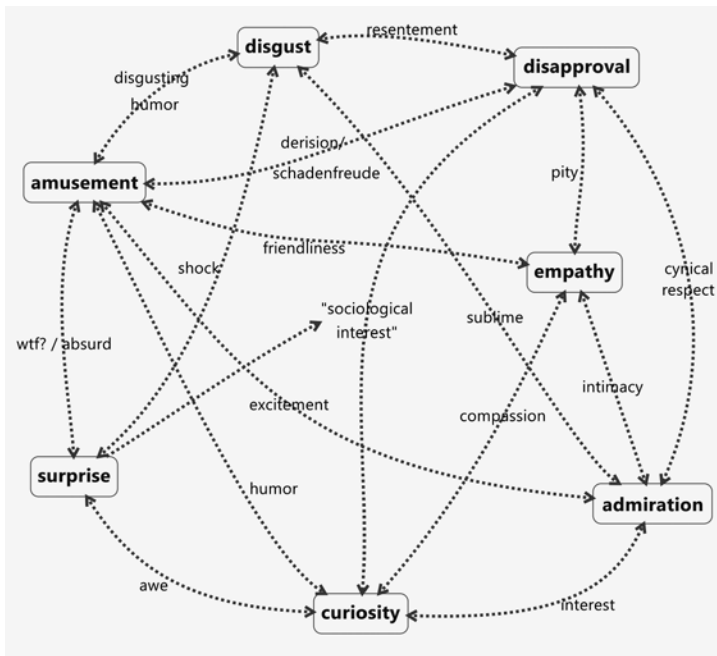 resentement
disgust
disapproval
disgusting
humor
derision/
schadenfreude
pity
amusement
friendliness
empathy
shock
cynical
respect
"sociological
interest"
sublime
wtf? / absurd
intimacy
excitement
compassion
surprise
humor
admiration
awe
interest
curiosity